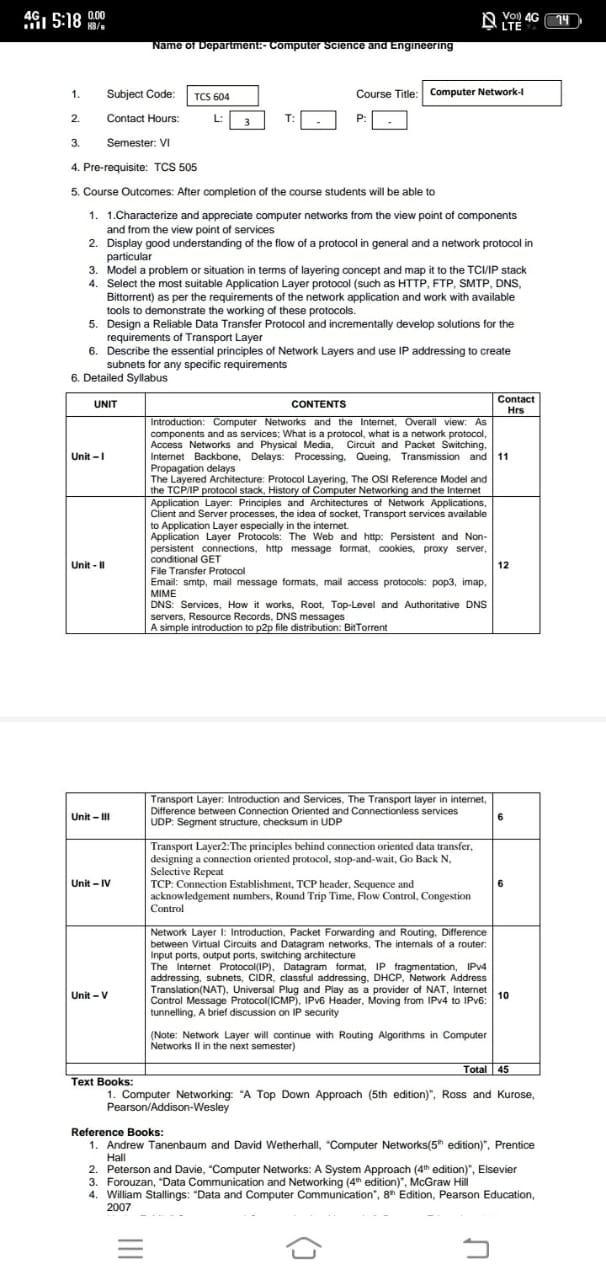 4G 5:18 0.00 KB/s Vo) 4G LTE 74
Name of Department:- Computer Science and Engineering
1. Subject Code: TCS 604 Course Title: Computer Network-I
2. Contact Hours: L: 3 T: - P: -
3. Semester: VI
4. Pre-requisite: TCS 505
5. Course Outcomes: After completion of the course students will be able to
1. 1.Characterize and appreciate computer networks from the view point of components
and from the view point of services
2. Display good understanding of the flow of a protocol in general and a network protocol in
particular
3. Model a problem or situation in terms of layering concept and map it to the TCI/IP stack
4. Select the most suitable Application Layer protocol (such as HTTP, FTP, SMTP, DNS,
Bittorrent) as per the requirements of the network application and work with available
tools to demonstrate the working of these protocols.
5. Design a Reliable Data Transfer Protocol and incrementally develop solutions for the
requirements of Transport Layer
6. Describe the essential principles of Network Layers and use IP addressing to create
subnets for any specific requirements
6. Detailed Syllabus
UNIT CONTENTS Contact Hrs
Introduction: Computer Networks and the Internet, Overall view: As
components and as services; What is a protocol, what is a network protocol,
Access Networks and Physical Media, Circuit and Packet Switching,
Unit – I Internet Backbone, Delays: Processing, Queing, Transmission and 11
Propagation delays
The Layered Architecture: Protocol Layering, The OSI Reference Model and
the TCP/IP protocol stack, History of Computer Networking and the Internet
Application Layer: Principles and Architectures of Network Applications,
Client and Server processes, the idea of socket, Transport services available
to Application Layer especially in the internet.
Application Layer Protocols: The Web and http: Persistent and Non-
persistent connections, http message format, cookies, proxy server,
conditional GET
Unit - II 12
File Transfer Protocol
Email: smtp, mail message formats, mail access protocols: pop3, imap,
MIME
DNS: Services, How it works, Root, Top-Level and Authoritative DNS
servers, Resource Records, DNS messages
A simple introduction to p2p file distribution: BitTorrent
Transport Layer: Introduction and Services, The Transport layer in internet,
Difference between Connection Oriented and Connectionless services
Unit – III 6
UDP: Segment structure, checksum in UDP
Transport Layer2:The principles behind connection oriented data transfer,
designing a connection oriented protocol, stop-and-wait, Go Back N,
Selective Repeat
Unit – IV TCP: Connection Establishment, TCP header, Sequence and 6
acknowledgement numbers, Round Trip Time, Flow Control, Congestion
Control
Network Layer I: Introduction, Packet Forwarding and Routing, Difference
between Virtual Circuits and Datagram networks, The internals of a router:
Input ports, output ports, switching architecture
The Internet Protocol(IP), Datagram format, IP fragmentation, IPv4
addressing, subnets, CIDR, classful addressing, DHCP, Network Address
Translation(NAT), Universal Plug and Play as a provider of NAT, Internet
Unit – V Control Message Protocol(ICMP), IPv6 Header, Moving from IPv4 to IPv6: 10
tunnelling, A brief discussion on IP security
(Note: Network Layer will continue with Routing Algorithms in Computer
Networks II in the next semester)
Total 45
Text Books:
1. Computer Networking: "A Top Down Approach (5th edition)", Ross and Kurose,
Pearson/Addison-Wesley
Reference Books:
1. Andrew Tanenbaum and David Wetherhall, "Computer Networks(5th edition)", Prentice
Hall
2. Peterson and Davie, "Computer Networks: A System Approach (4th edition)", Elsevier
3. Forouzan, "Data Communication and Networking (4th edition)", McGraw Hill
4. William Stallings: "Data and Computer Communication", 8th Edition, Pearson Education,
2007